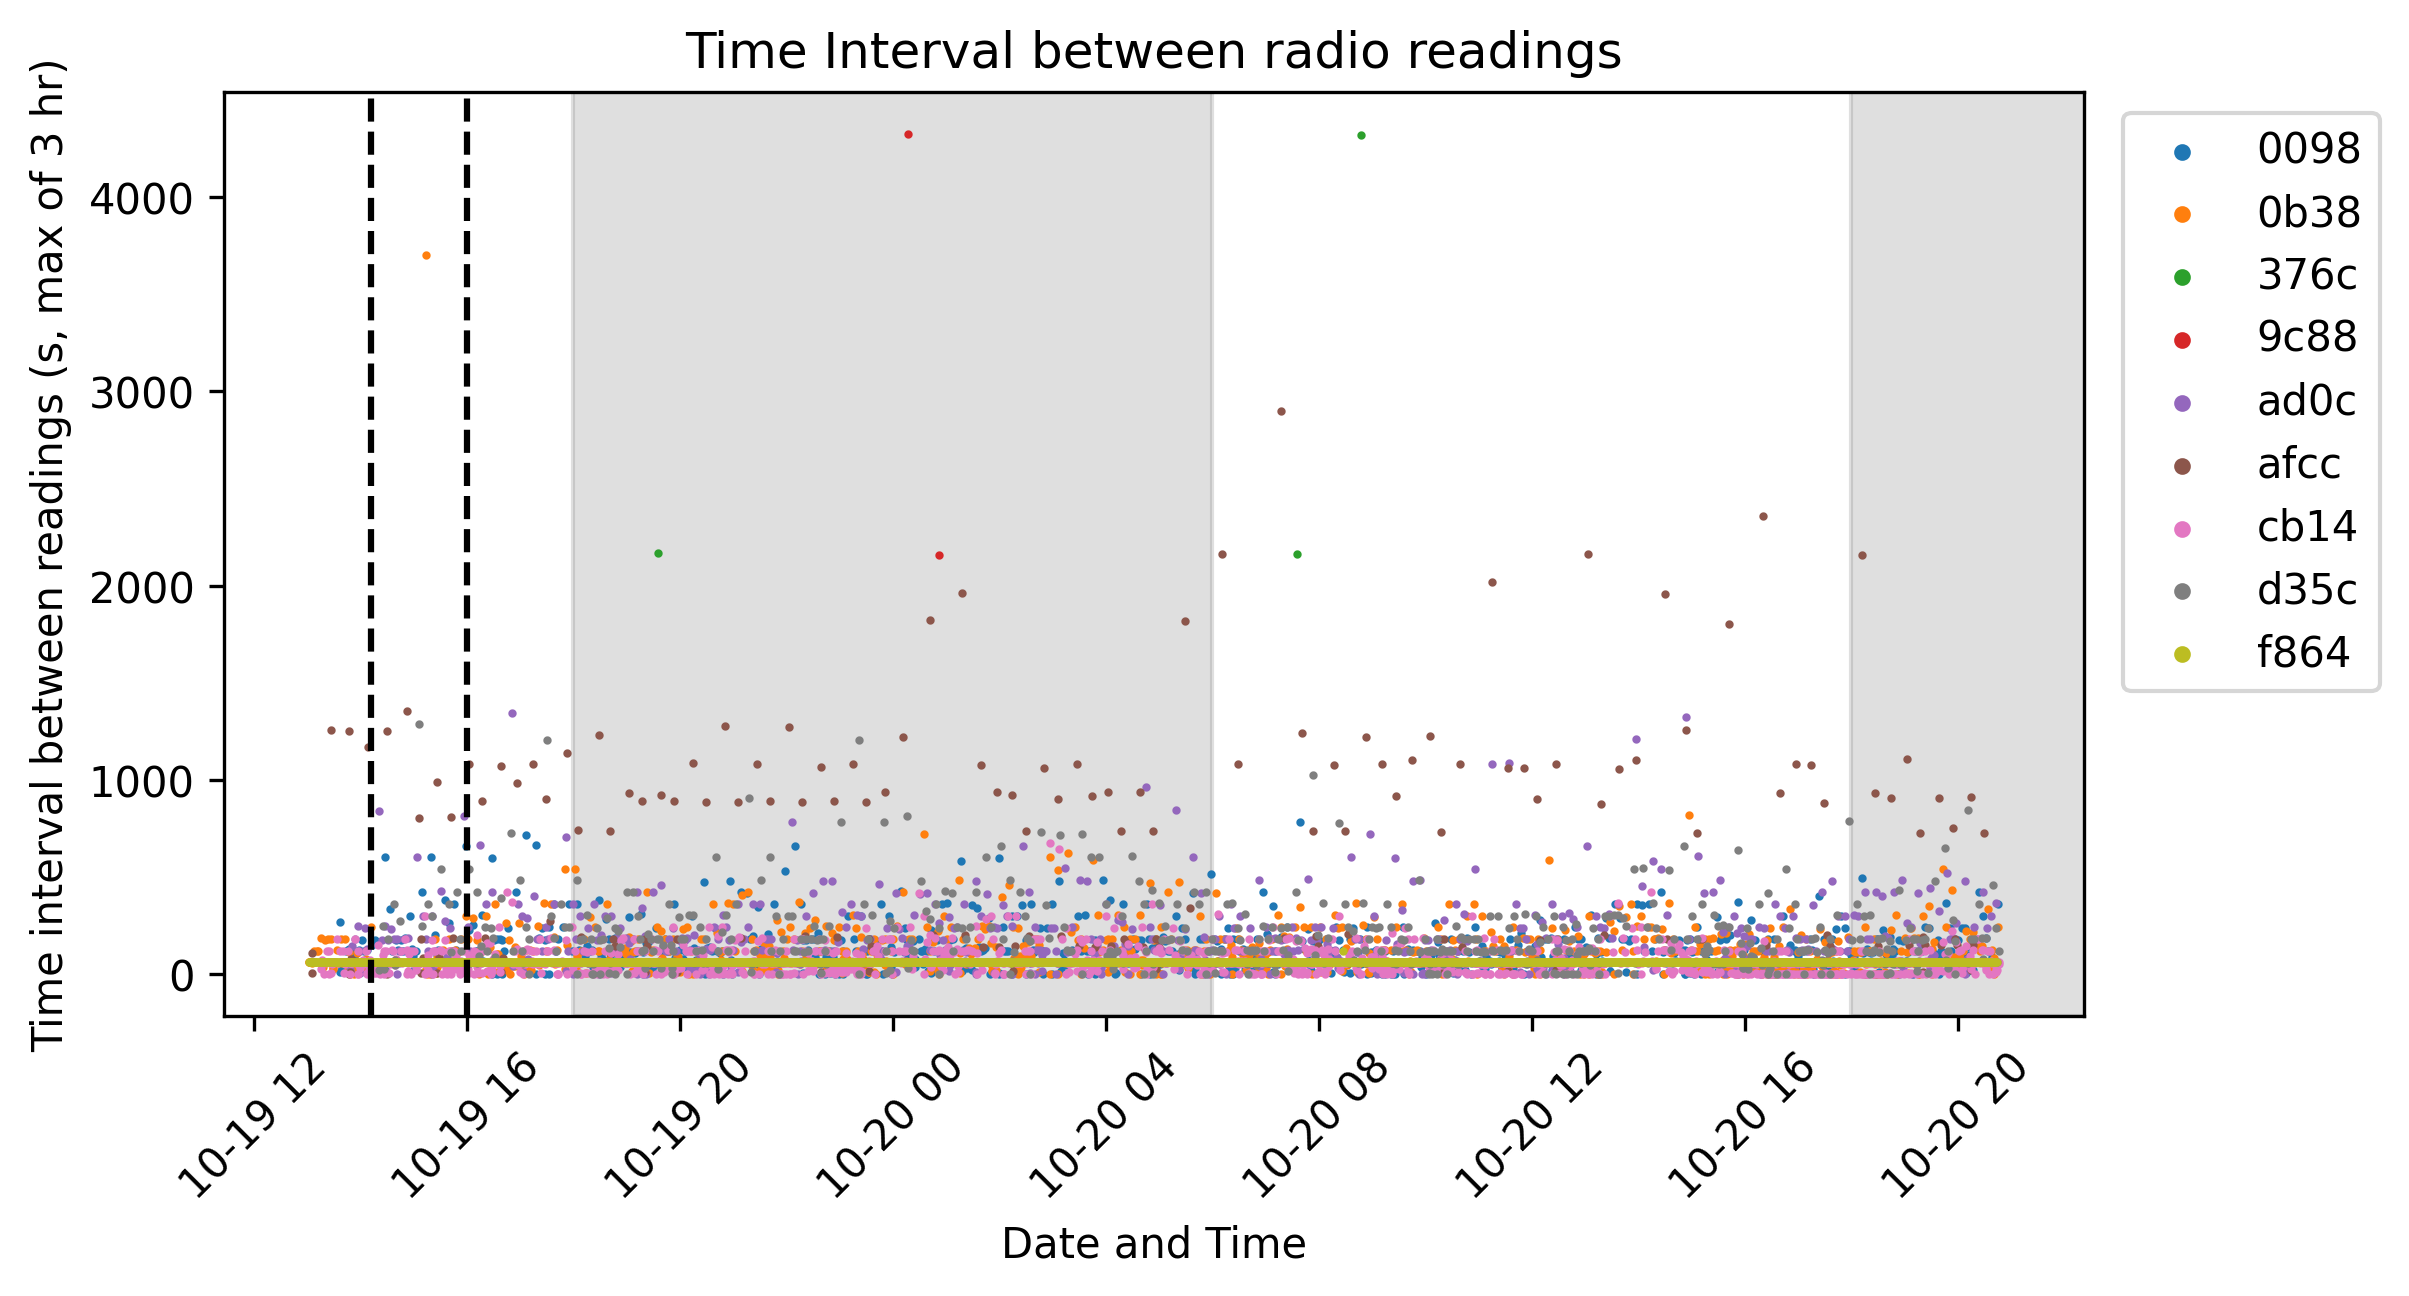 Time Interval between radio readings
Time interval between readings (s, max of 3 hr)
4000
3000
2000
1000
0
10-19 12
10-19 16
10-19 20
10-20 00
10-20 04
10-20 08
10-20 12
10-20 16
10-20 20
Date and Time
0098
0b38
376c
9c88
ad0c
afcc
cb14
d35c
f864